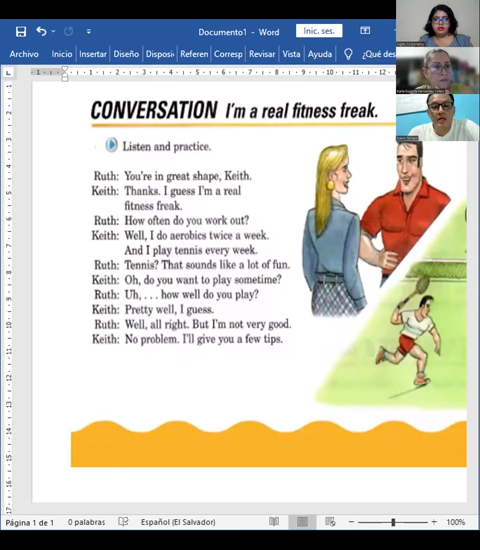 Documento1 - Word
Inic. ses.
Archivo Inicio Insertar Diseño Disposi Referen Corresp Revisar Vista Ayuda ¿Qué des
CONVERSATION I'm a real fitness freak.
Listen and practice.
Ruth: You're in great shape, Keith.
Keith: Thanks. I guess I'm a real
fitness freak.
Ruth: How often do you work out?
Keith: Well, I do aerobics twice a week.
And I play tennis every week.
Ruth: Tennis? That sounds like a lot of fun.
Keith: Oh, do you want to play sometime?
Ruth: Uh, . . . how well do you play?
Keith: Pretty well, I guess.
Ruth: Well, all right. But I'm not very good.
Keith: No problem. I'll give you a few tips.
Página 1 de 1 0 palabras Español (El Salvador) 100%